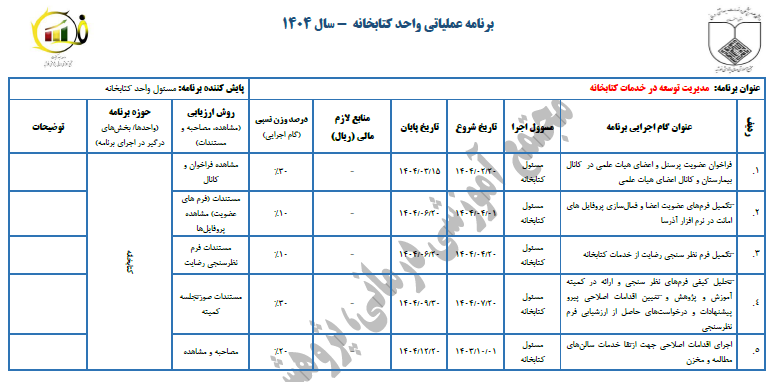 برنامه عملیاتی واحد کتابخانه – سال ۱۴۰۴
عنوان برنامه: مدیریت توسعه در خدمات کتابخانه
پایش کننده برنامه: مسئول واحد کتابخانه
ردیف
عنوان گام اجرایی برنامه
مسوول اجرا
تاریخ شروع
تاریخ پایان
منابع لازم
مالی (ریال)
درصد وزن نسبی
(گام اجرایی)
روش ارزیابی
(مشاهده، مصاحبه و
مستندات)
حوزه برنامه
(واحدها/ بخش‌های
درگیر در اجرای برنامه)
توضیحات
۱.
فراخوان عضویت پرسنل و اعضای هیات علمی در کانال
بیمارستان و کانال اعضای هیات علمی
مسئول
کتابخانه
۱۴۰۴/۰۲/۲۰
۱۴۰۴/۰۳/۱۵
-
٪۳۰
مشاهده فراخوان و
کانال
کتابخانه
۲.
تکمیل فرم‌های عضویت اعضا و فعال‌سازی پروفایل های
امانت در نرم افزار آذرسا
مسئول
کتابخانه
۱۴۰۴/۰۴/۰۱
۱۴۰۴/۰۶/۲۰
-
٪۱۰
مستندات (فرم های
عضویت) مشاهده
پروفایل‌ها
۳.
تکمیل فرم نظر سنجی رضایت از خدمات کتابخانه
مسئول
کتابخانه
۱۴۰۴/۰۴/۲۰
۱۴۰۴/۰۶/۳۰
-
٪۱۰
مستندات فرم
نظرسنجی رضایت
۴.
تحلیل کیفی فرم‌های نظر سنجی و ارائه در کمیته
آموزش و پژوهش و تعیین اقدامات اصلاحی پیرو
پیشنهادات و درخواست‌های حاصل از ارزشیابی فرم
نظرسنجی
مسئول
کتابخانه
۱۴۰۴/۰۷/۲۰
۱۴۰۴/۰۹/۳۰
-
٪۳۰
مستندات صورتجلسه
کمیته
۵.
اجرای اقدامات اصلاحی جهت ارتقا خدمات سالن‌های
مطالعه و مخزن
مسئول
کتابخانه
۱۴۰۳/۱۰/۰۱
۱۴۰۴/۱۲/۲۰
٪۲۰
مصاحبه و مشاهده
مجتمع آموزشی درمانی، پژوهش